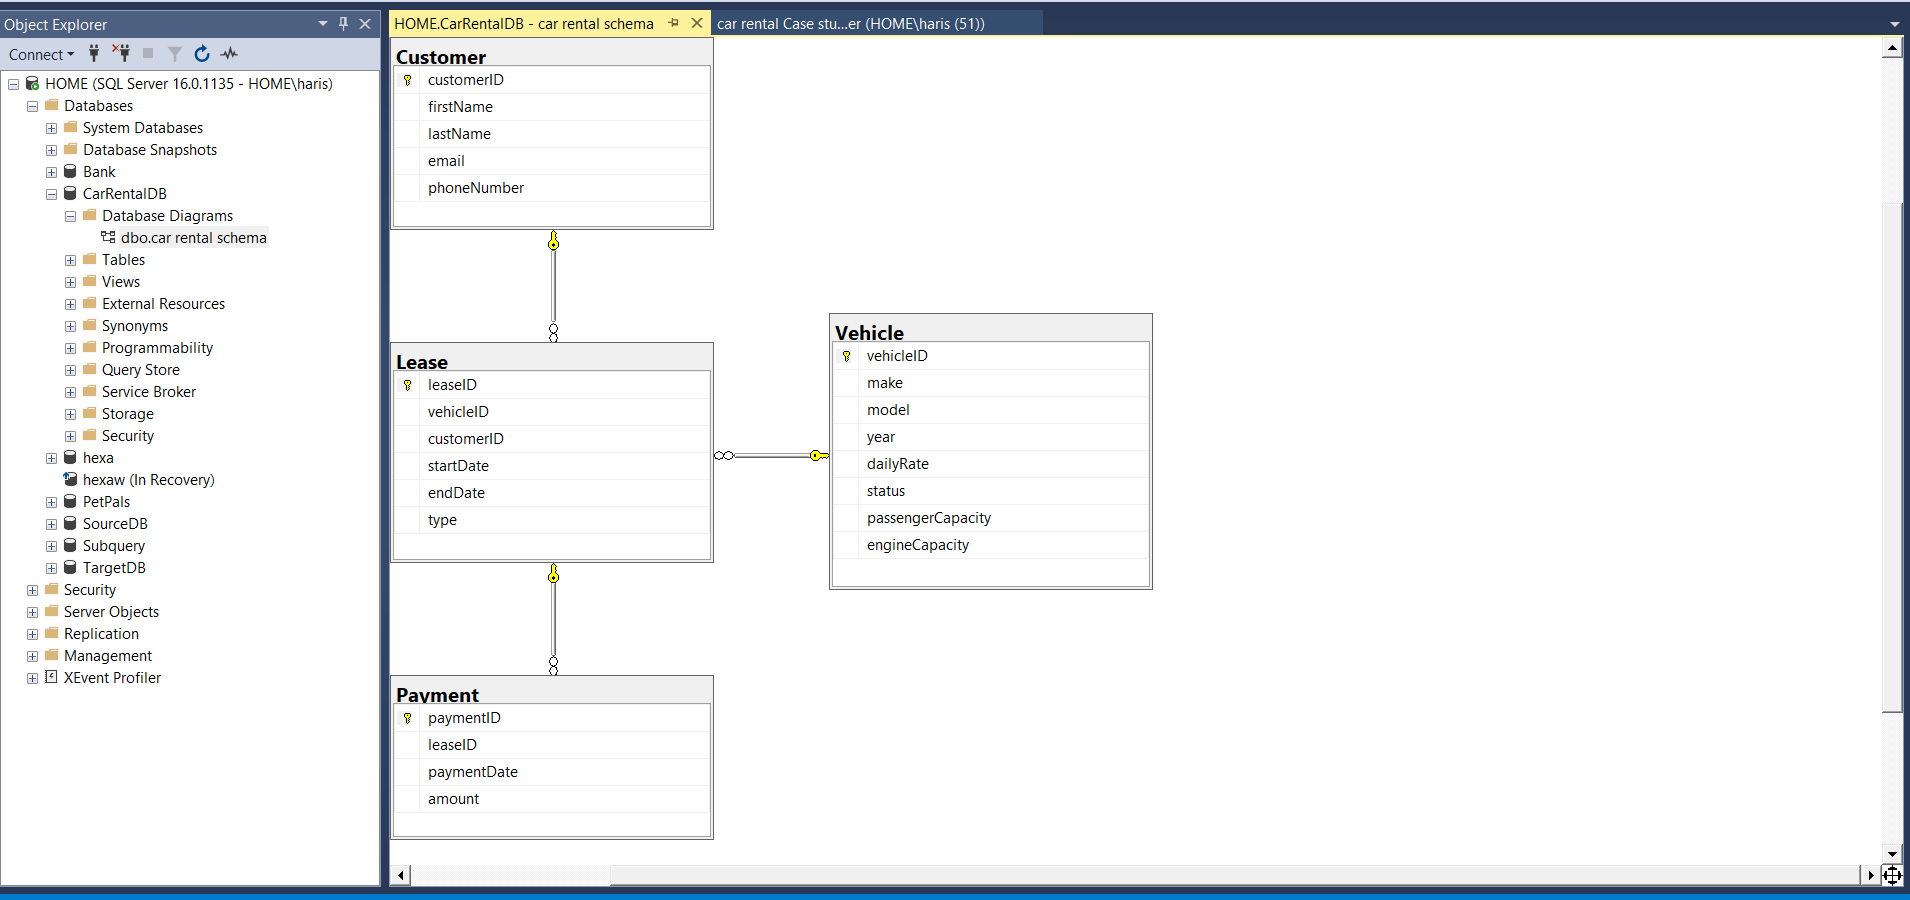 Object Explorer
Connect
HOME (SQL Server 16.0.1135 - HOME\haris)
Databases
System Databases
Database Snapshots
Bank
CarRentalDB
Database Diagrams
dbo.car rental schema
Tables
Views
External Resources
Synonyms
Programmability
Query Store
Service Broker
Storage
Security
hexa
hexaw (In Recovery)
PetPals
SourceDB
Subquery
TargetDB
Security
Server Objects
Replication
Management
XEvent Profiler
HOME.CarRentalDB - car rental schema
car rental Case stu...er (HOME\haris (51))
Customer
customerID
firstName
lastName
email
phoneNumber
Lease
leaseID
vehicleID
customerID
startDate
endDate
type
Vehicle
vehicleID
make
model
year
dailyRate
status
passengerCapacity
engineCapacity
Payment
paymentID
leaseID
paymentDate
amount